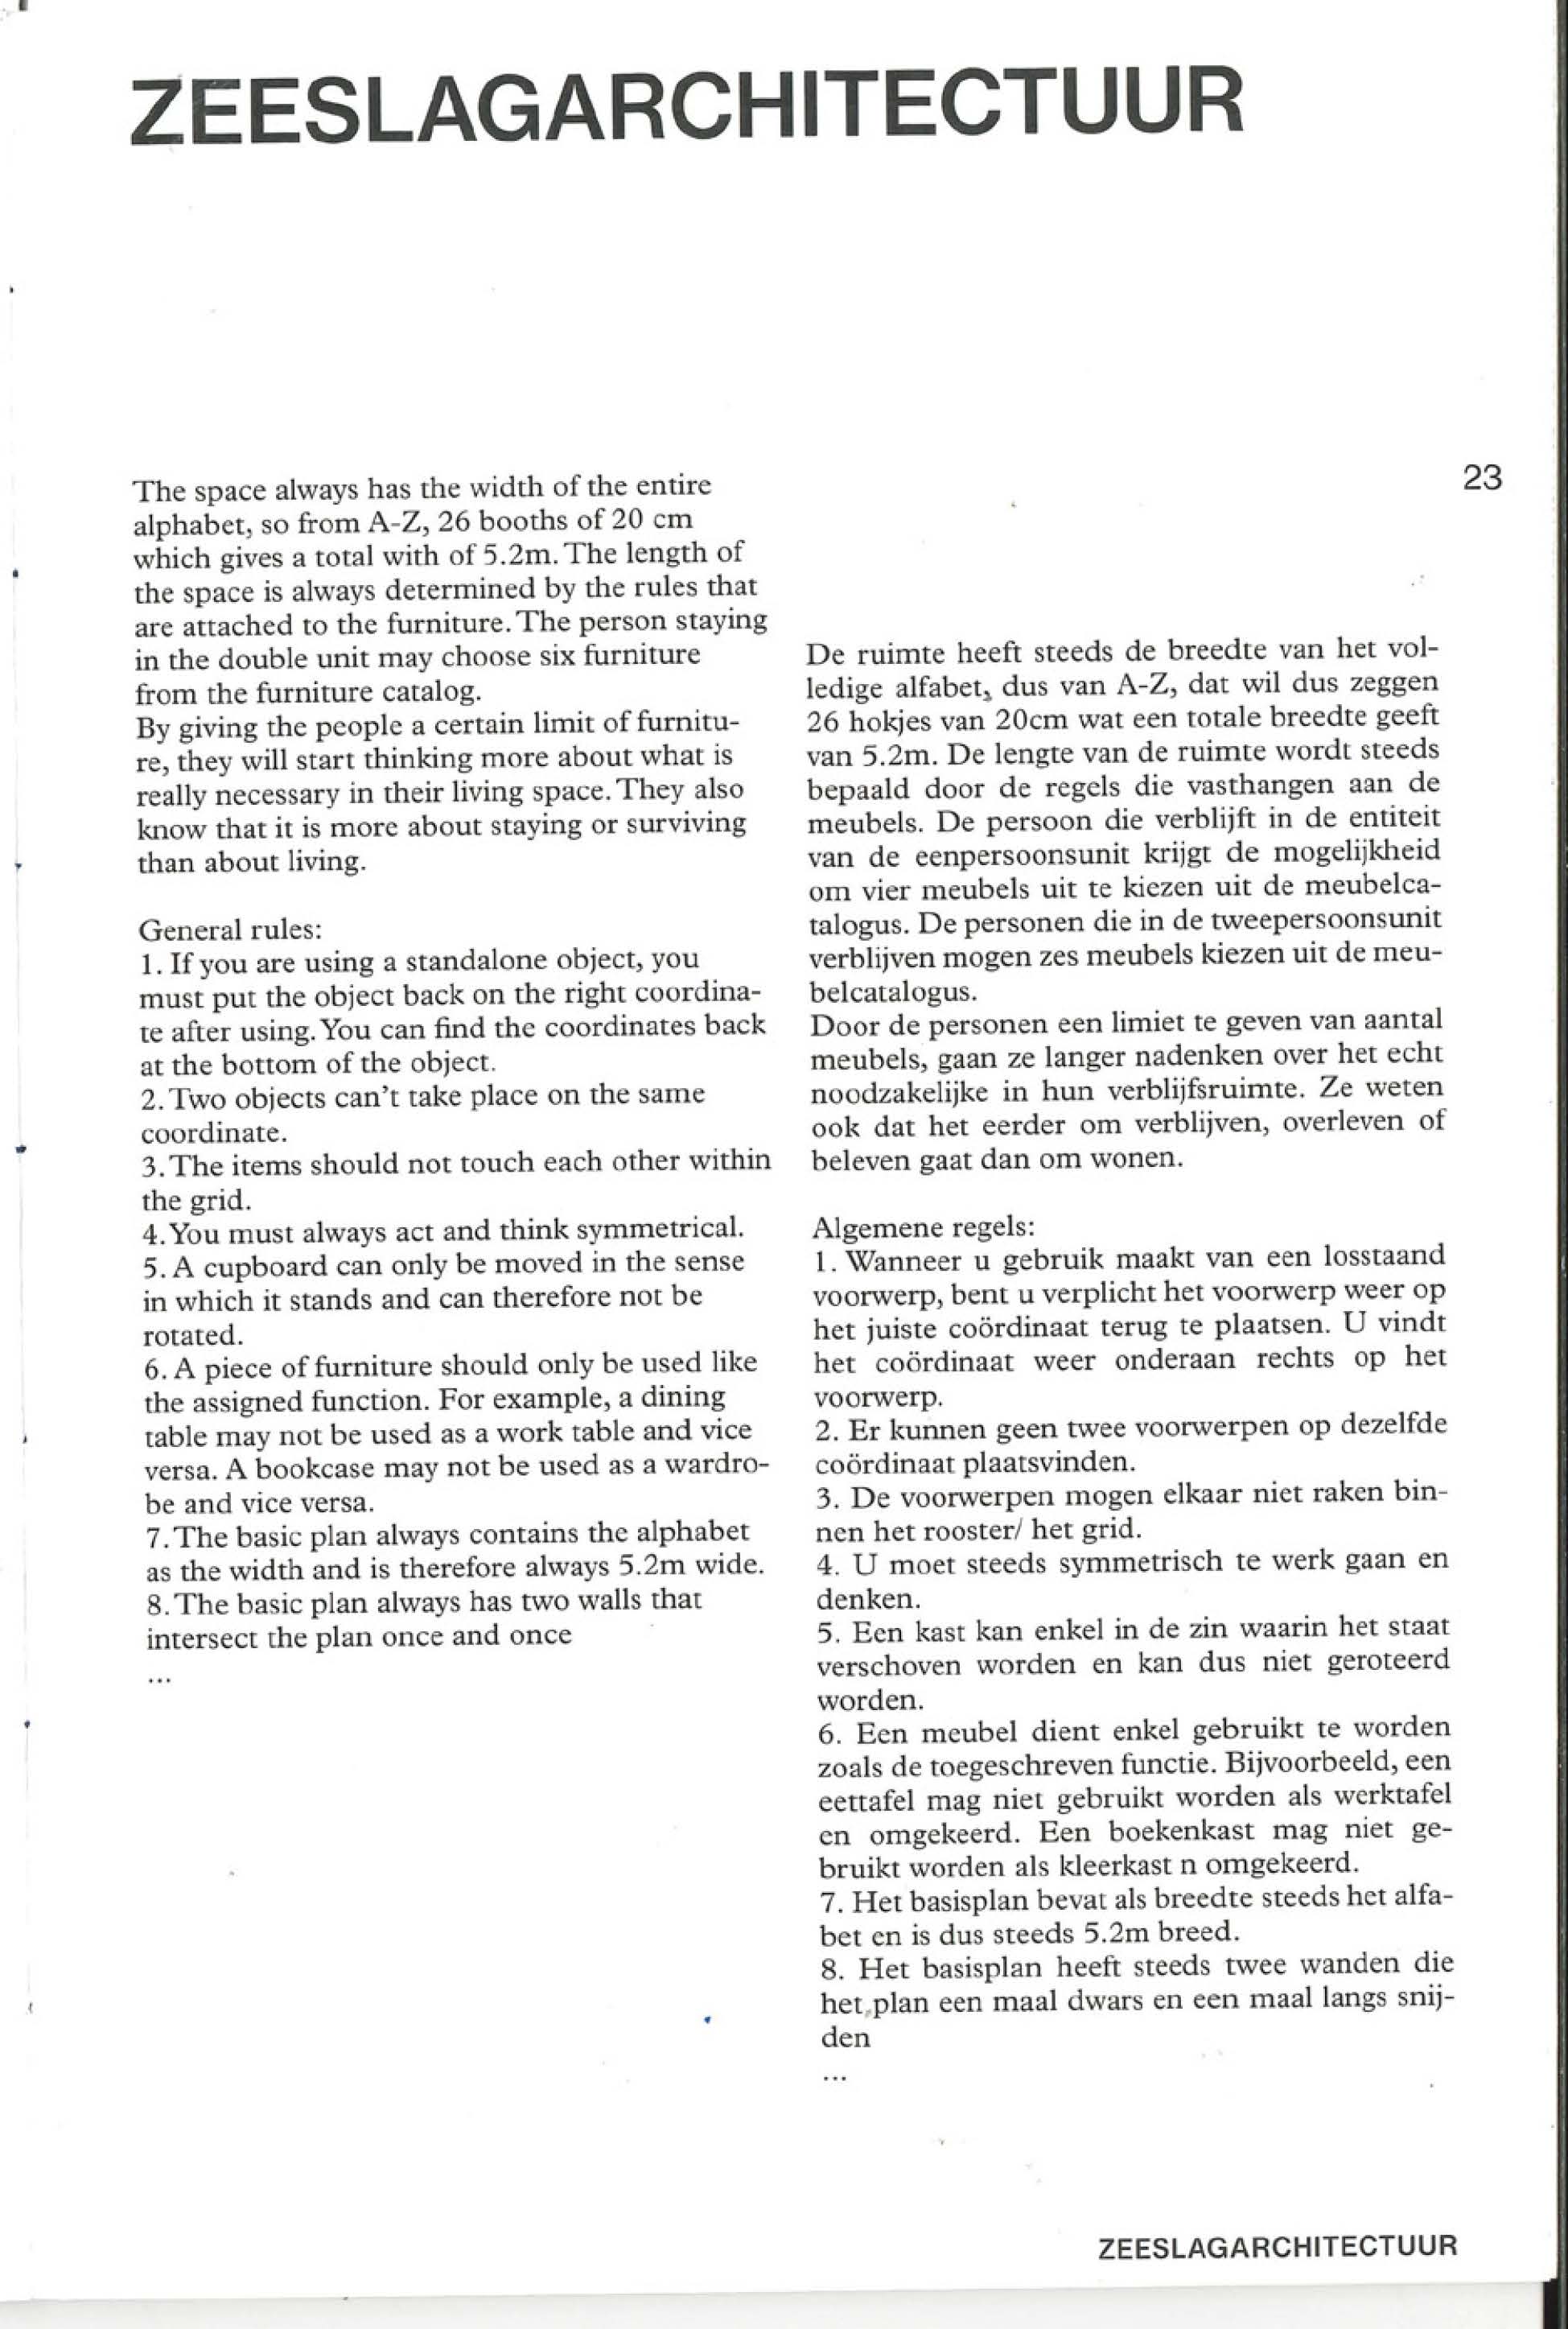 ZEESLAGARCHITECTUUR
The space always has the width of the entire
alphabet, so from A-Z, 26 booths of 20 cm
which gives a total with of 5.2m. The length of
the space is always determined by the rules that
are attached to the furniture. The person staying
in the double unit may choose six furniture
from the furniture catalog.
By giving the people a certain limit of furnitu-
re, they will start thinking more about what is
really necessary in their living space. They also
know that it is more about staying or surviving
than about living.
General rules:
1. If you are using a standalone object, you
must put the object back on the right coordina-
te after using. You can find the coordinates back
at the bottom of the object.
2. Two objects can't take place on the same
coordinate.
3. The items should not touch each other within
the grid.
4. You must always act and think symmetrical.
5. A cupboard can only be moved in the sense
in which it stands and can therefore not be
rotated.
6. A piece of furniture should only be used like
the assigned function. For example, a dining
table may not be used as a work table and vice
versa. A bookcase may not be used as a wardro-
be and vice versa.
7. The basic plan always contains the alphabet
as the width and is therefore always 5.2m wide.
8. The basic plan always has two walls that
intersect the plan once and once
...
23
De ruimte heeft steeds de breedte van het vol-
ledige alfabet, dus van A-Z, dat wil dus zeggen
26 hokjes van 20cm wat een totale breedte geeft
van 5.2m. De lengte van de ruimte wordt steeds
bepaald door de regels die vasthangen aan de
meubels. De persoon die verblijft in de entiteit
van de eenpersoonsunit krijgt de mogelijkheid
om vier meubels uit te kiezen uit de meubelca-
talogus. De personen die in de tweepersoonsunit
verblijven mogen zes meubels kiezen uit de meu-
belcatalogus.
Door de personen een limiet te geven van aantal
meubels, gaan ze langer nadenken over het echt
noodzakelijke in hun verblijfsruimte. Ze weten
ook dat het eerder om verblijven, overleven of
beleven gaat dan om wonen.
Algemene regels:
1. Wanneer u gebruik maakt van een losstaand
voorwerp, bent u verplicht het voorwerp weer op
het juiste coördinaat terug te plaatsen. U vindt
het coördinaat weer onderaan rechts op het
voorwerp.
2. Er kunnen geen twee voorwerpen op dezelfde
coördinaat plaatsvinden.
3. De voorwerpen mogen elkaar niet raken bin-
nen het rooster/ het grid.
4. U moet steeds symmetrisch te werk gaan en
denken.
5. Een kast kan enkel in de zin waarin het staat
verschoven worden en kan dus niet geroteerd
worden.
6. Een meubel dient enkel gebruikt te worden
zoals de toegeschreven functie. Bijvoorbeeld, een
eettafel mag niet gebruikt worden als werktafel
en omgekeerd. Een boekenkast mag niet ge-
bruikt worden als kleerkast n omgekeerd.
7. Het basisplan bevat als breedte steeds het alfa-
bet en is dus steeds 5.2m breed.
8. Het basisplan heeft steeds twee wanden die
het plan een maal dwars en een maal langs snij-
den
...
ZEESLAGARCHITECTUUR